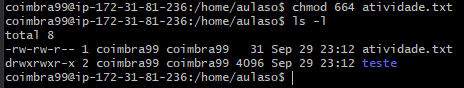 coimbra99@ip-172-31-81-236:/home/aulaso$ chmod 664 atividade.txt
coimbra99@ip-172-31-81-236:/home/aulaso$ ls -l
total 8
-rw-rw-r-- 1 coimbra99 coimbra99   31 Sep 29 23:12 atividade.txt
drwxrwxr-x 2 coimbra99 coimbra99 4096 Sep 29 23:12 teste
coimbra99@ip-172-31-81-236:/home/aulaso$